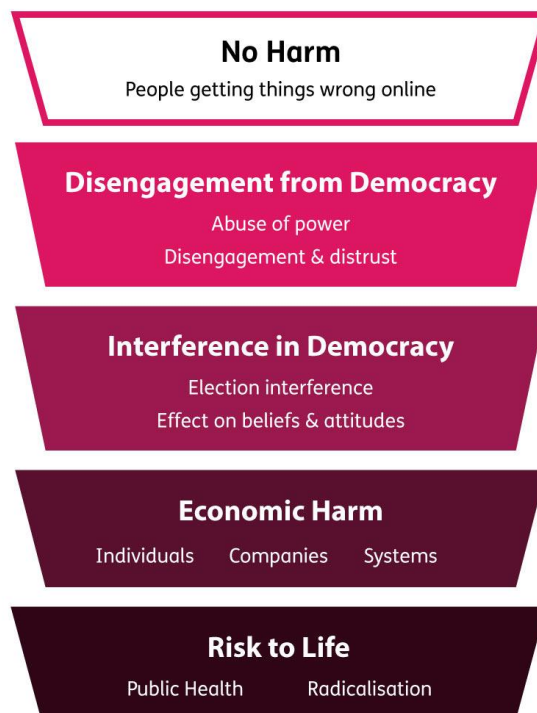 No Harm
People getting things wrong online
Disengagement from Democracy
Abuse of power
Disengagement & distrust
Interference in Democracy
Election interference
Effect on beliefs & attitudes
Economic Harm
Individuals Companies Systems
Risk to Life
Public Health Radicalisation